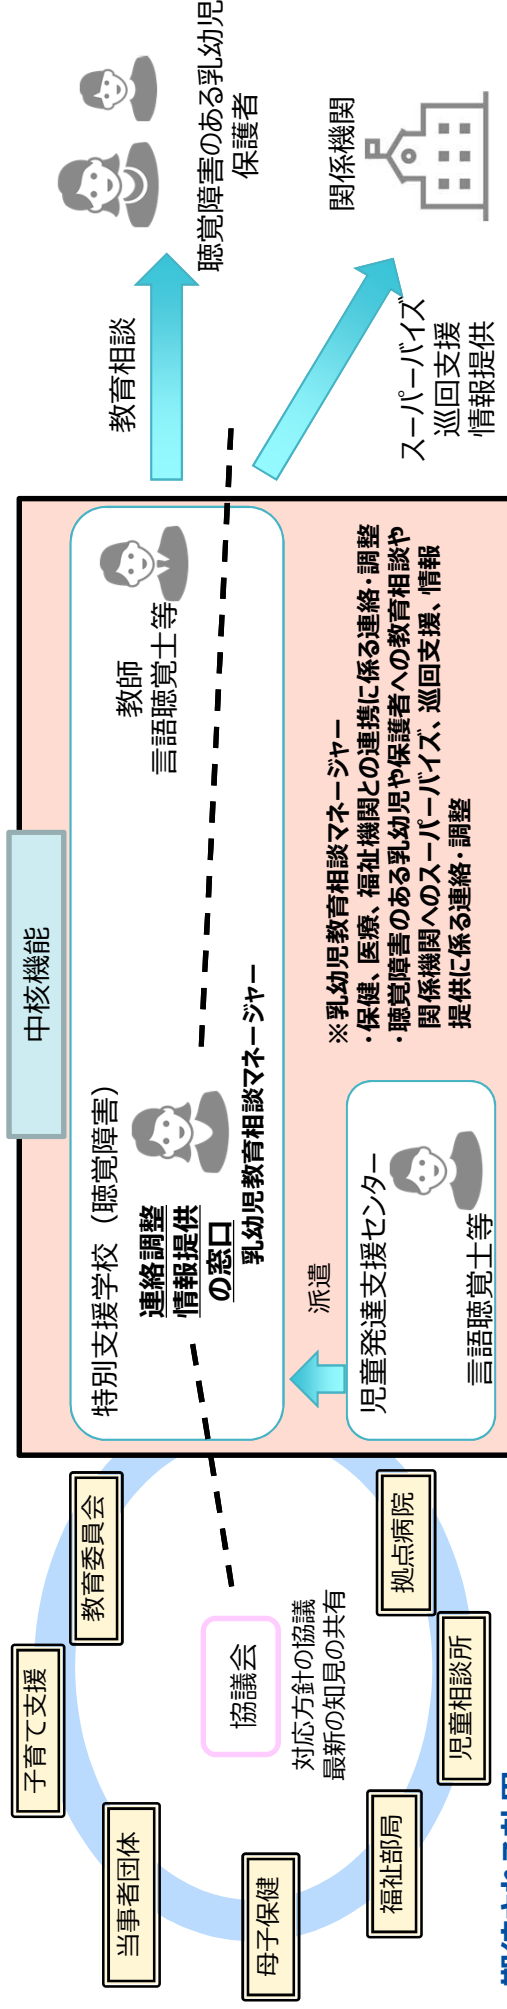 子育て支援
教育委員会
当事者団体
母子保健
福祉部局
児童相談所
拠点病院
協議会
対応方針の協議
最新の知見の共有
中核機能
特別支援学校（聴覚障害）
連絡調整
情報提供
の窓口
乳幼児教育相談マネージャー
教師
言語聴覚士等
派遣
児童発達支援センター
言語聴覚士等
※乳幼児教育相談マネージャー
・保健、医療、福祉機関との連携に係る連絡・調整
・聴覚障害のある乳幼児や保護者への教育相談や
関係機関へのスーパーバイズ、巡回支援、情報
提供に係る連絡・調整
教育相談
聴覚障害のある乳幼児
保護者
関係機関
スーパーバイズ
巡回支援
情報提供